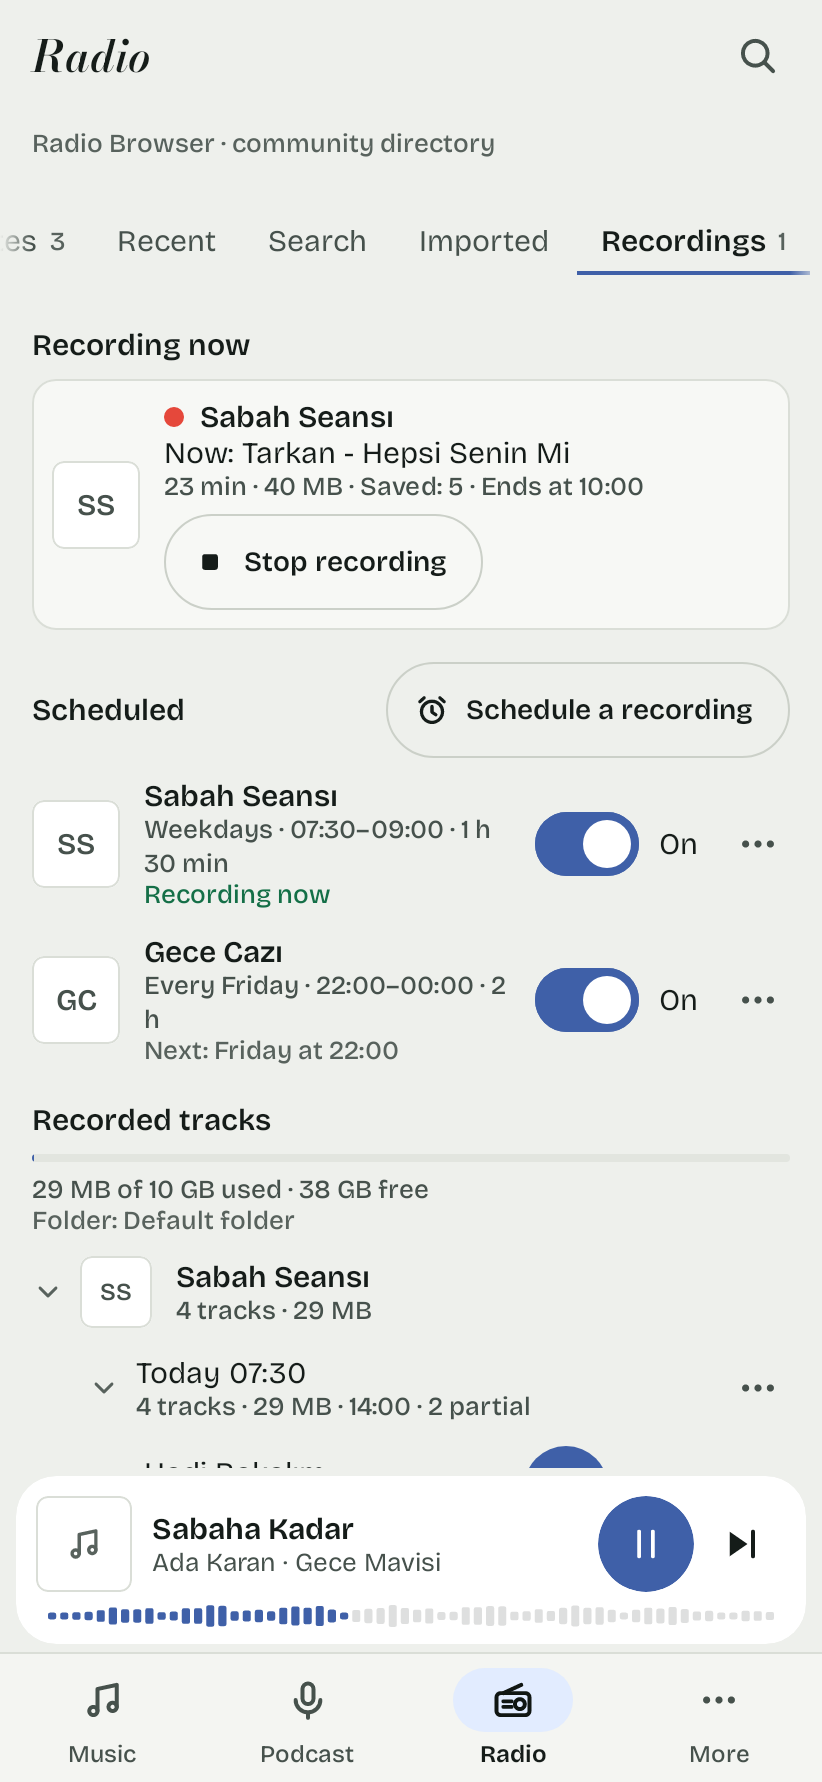 Radio
Radio Browser · community directory
es 3 Recent Search Imported Recordings 1
Recording now
SS
Sabah Seansı
Now: Tarkan - Hepsi Senin Mi
23 min · 40 MB · Saved: 5 · Ends at 10:00
Stop recording
Scheduled
Schedule a recording
SS
Sabah Seansı
Weekdays · 07:30–09:00 · 1 h
30 min
Recording now
On
GC
Gece Cazı
Every Friday · 22:00–00:00 · 2
h
Next: Friday at 22:00
On
Recorded tracks
29 MB of 10 GB used · 38 GB free
Folder: Default folder
SS
Sabah Seansı
4 tracks · 29 MB
Today 07:30
4 tracks · 29 MB · 14:00 · 2 partial
Sabaha Kadar
Ada Karan · Gece Mavisi
Music Podcast Radio More